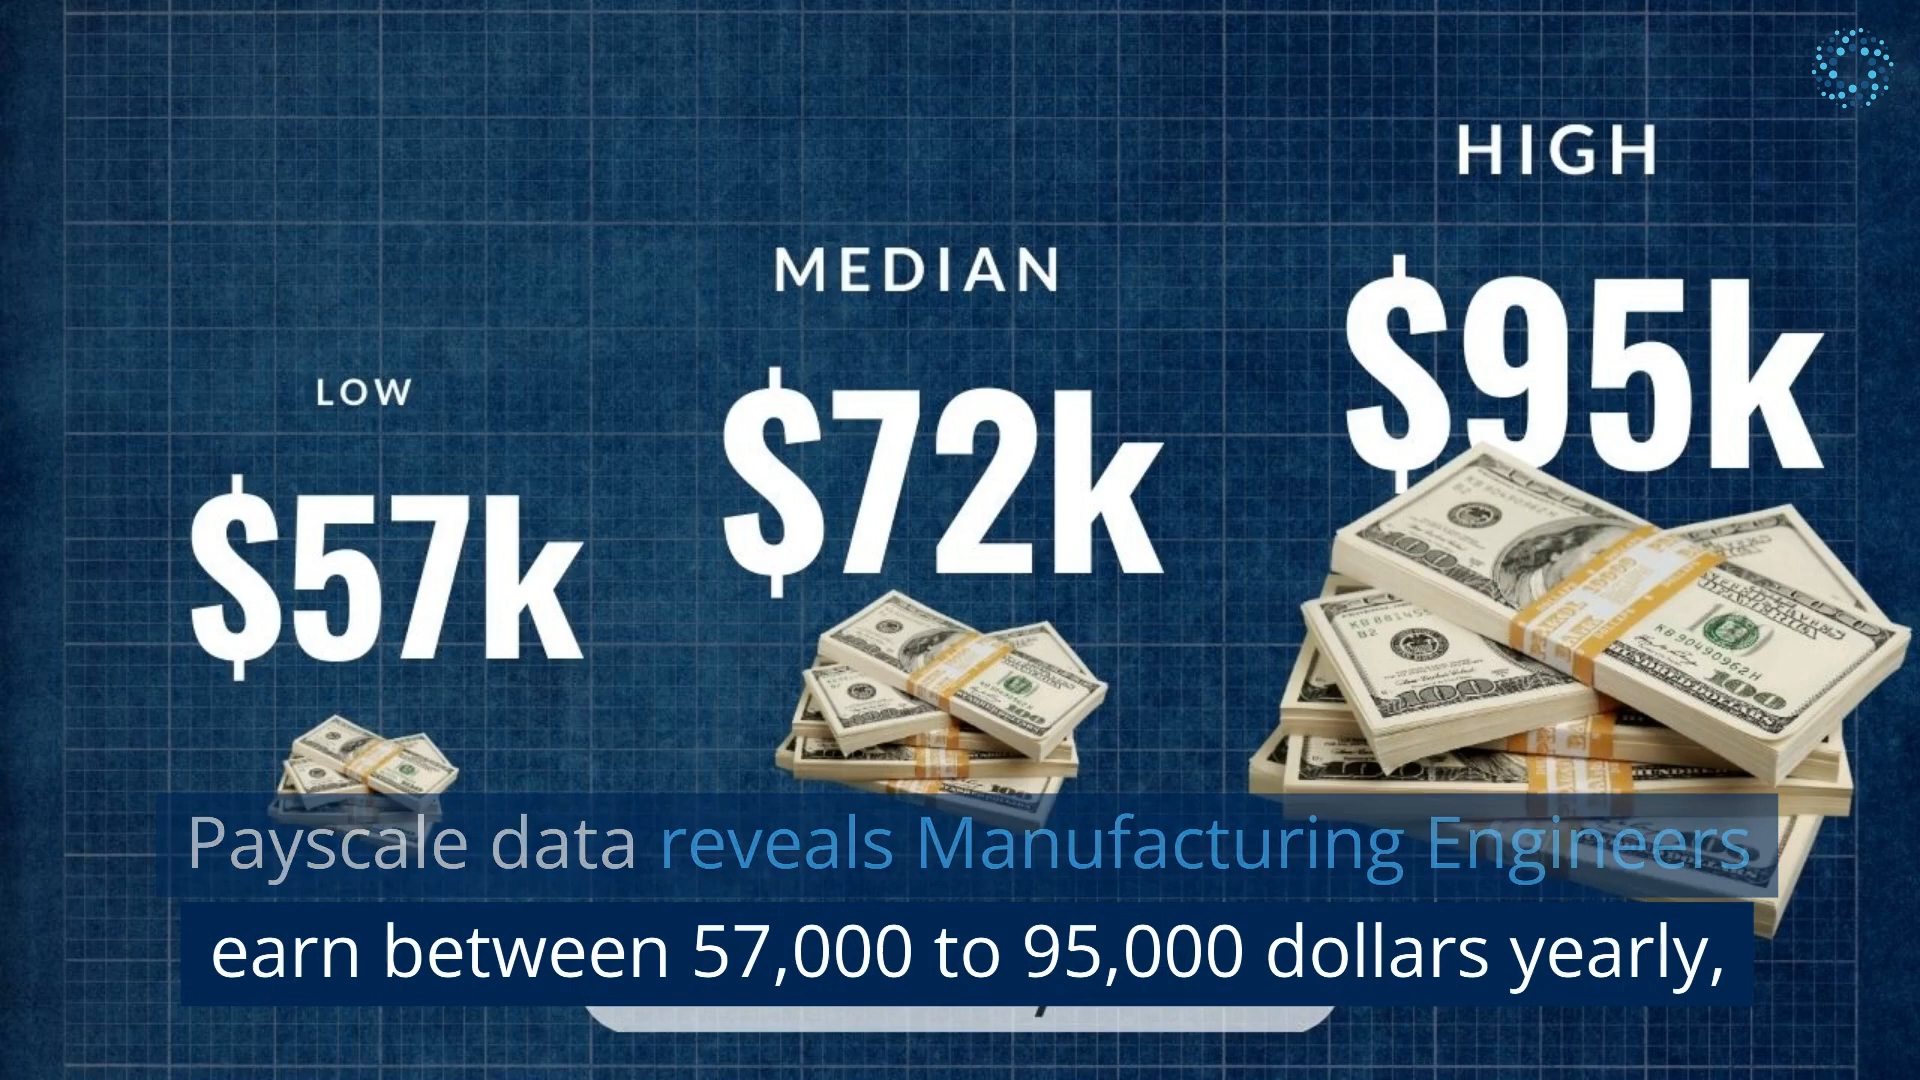 HIGH
MEDIAN
$95k
LOW
$72k
$57k
Payscale data reveals Manufacturing Engineers
earn between 57,000 to 95,000 dollars yearly,